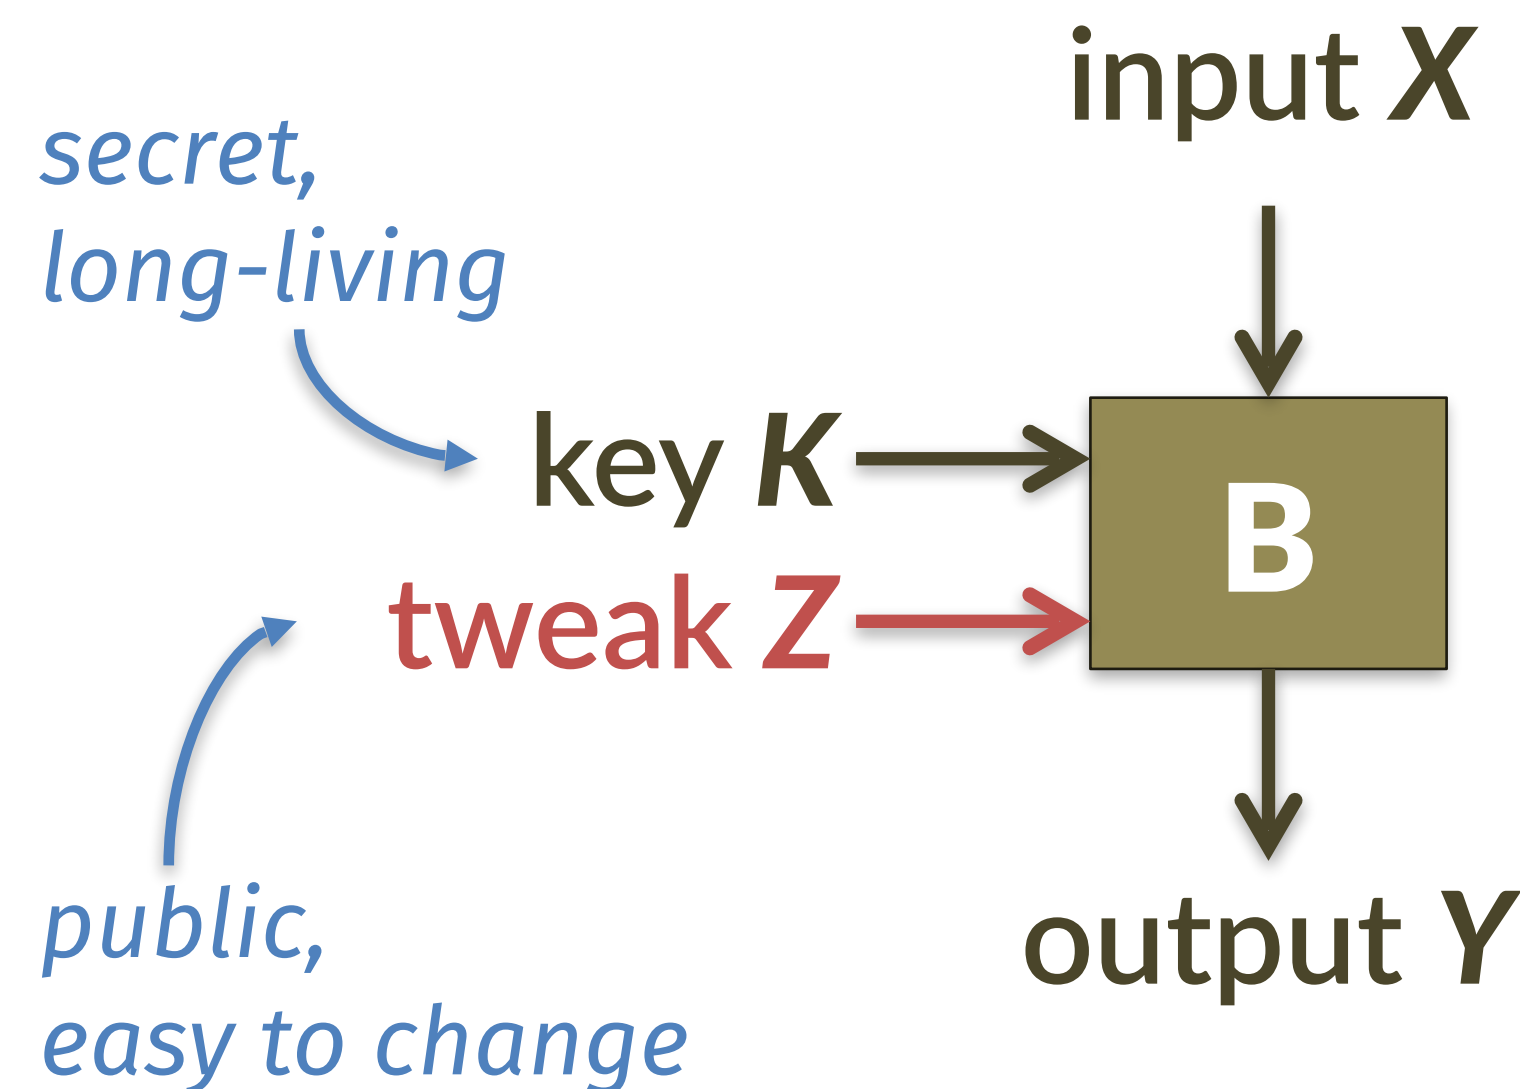 input X
secret,
long-living
key K
B
tweak Z
public,
output Y
easy to change